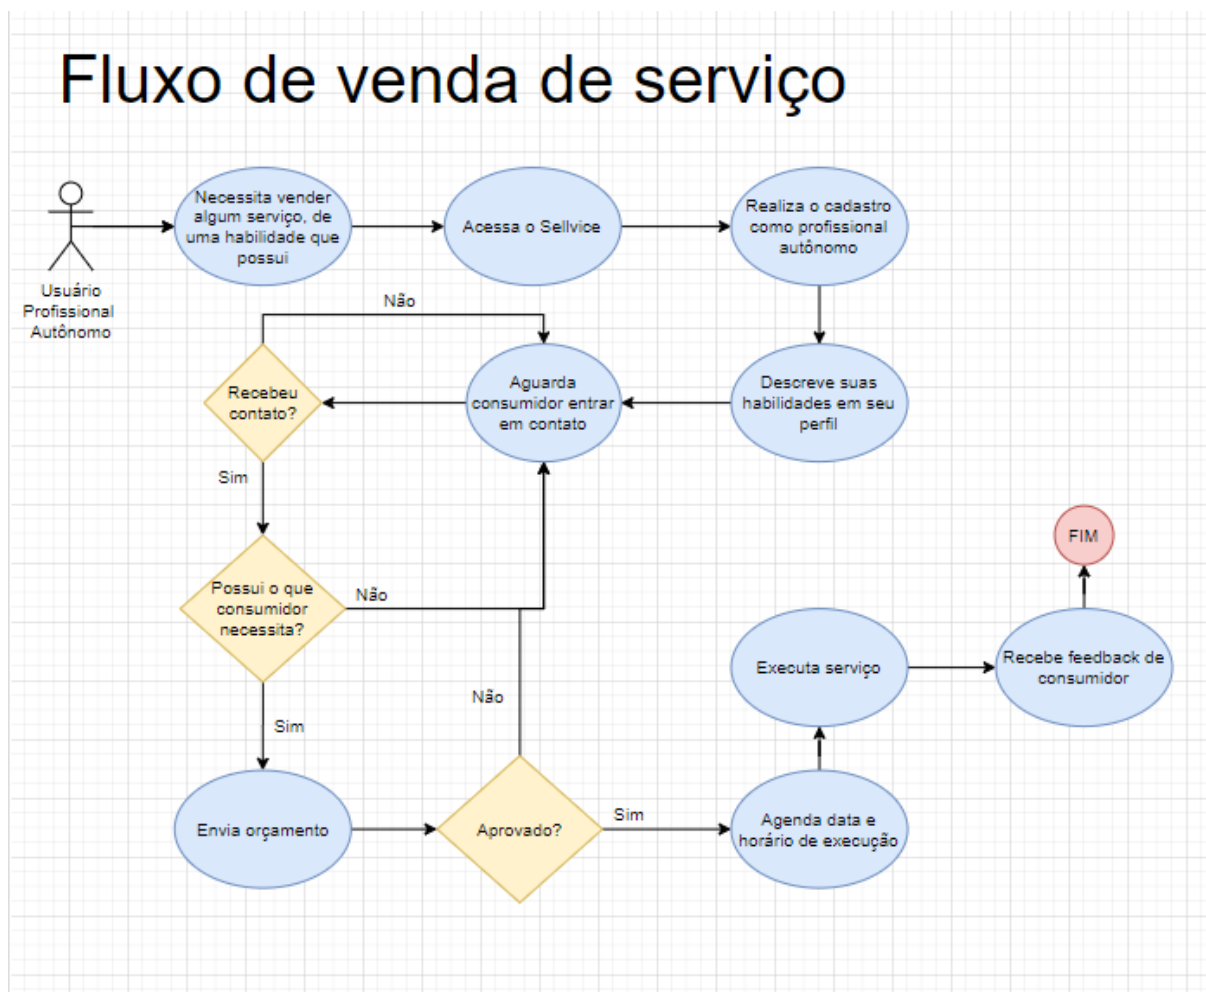 Fluxo de venda de serviço
Necessita vender
algum serviço, de
uma habilidade que
possui
Acessa o Sellvice
Realiza o cadastro
como profissional
autônomo
Usuário
Profissional
Autônomo
Não
Recebeu
contato?
Aguarda
consumidor entrar
em contato
Descreve suas
habilidades em seu
perfil
Sim
FIM
Possui o que
consumidor
necessita?
Não
Executa serviço
Recebe feedback de
consumidor
Não
Sim
Envia orçamento
Aprovado?
Sim
Agenda data e
horário de execução